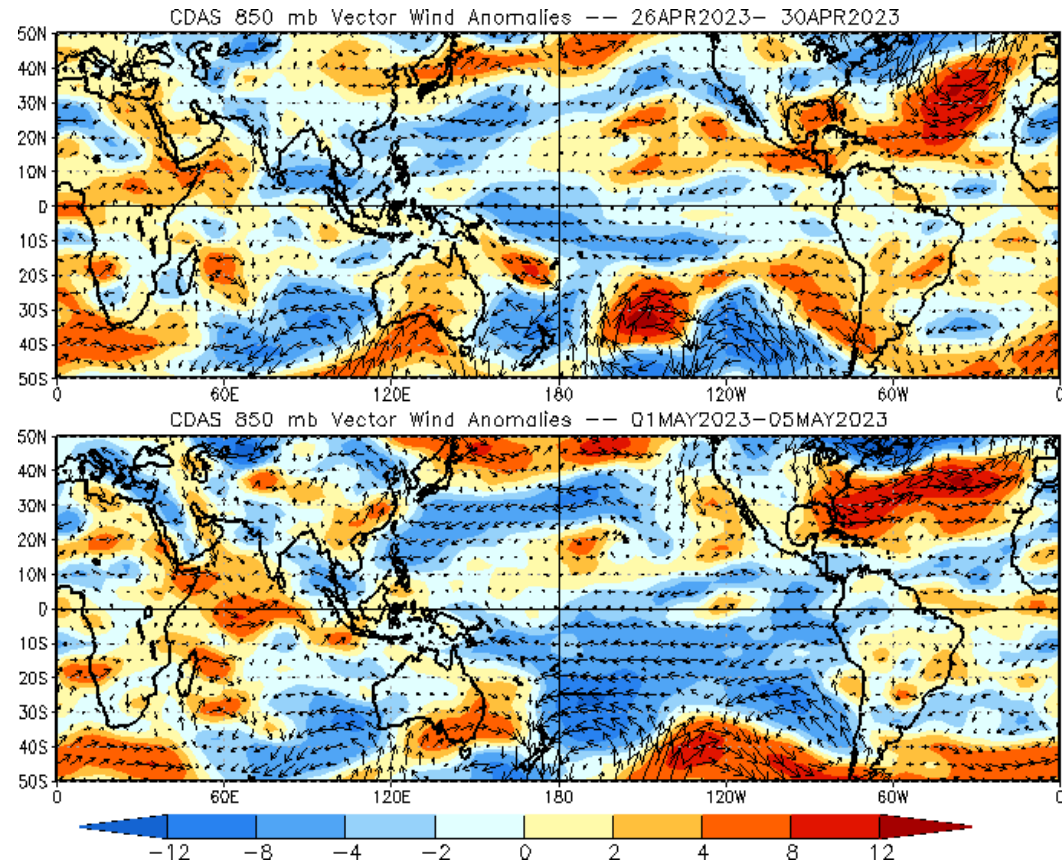 CDAS 850 mb Vector Wind Anomalies -- 26APR2023- 30APR2023
50N
40N
30N
20N
10N
0
10S
20S
30S
40S
50S
0 60E 120E 180 120W 60W 0
CDAS 850 mb Vector Wind Anomalies -- 01MAY2023-05MAY2023
50N
40N
30N
20N
10N
0
10S
20S
30S
40S
50S
0 60E 120E 180 120W 60W 0
-12 -8 -4 -2 0 2 4 8 12